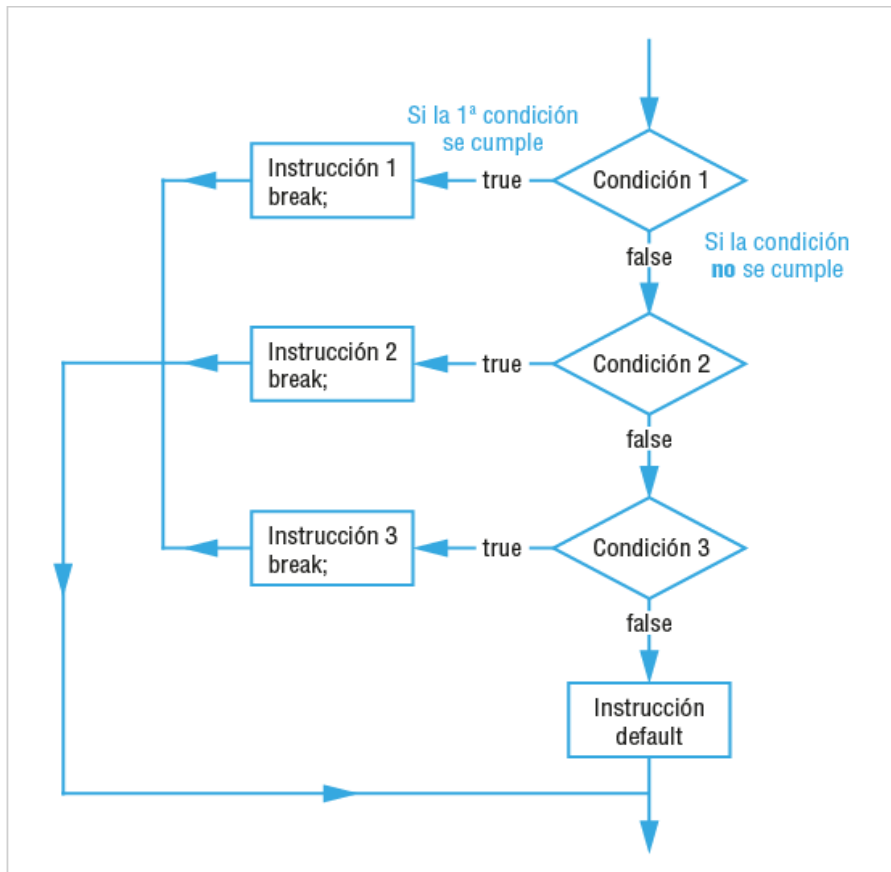 Si la 1ª condición
se cumple
Instrucción 1
break;
true
Condición 1
false
Si la condición
no se cumple
Instrucción 2
break;
true
Condición 2
false
Instrucción 3
break;
true
Condición 3
false
Instrucción
default